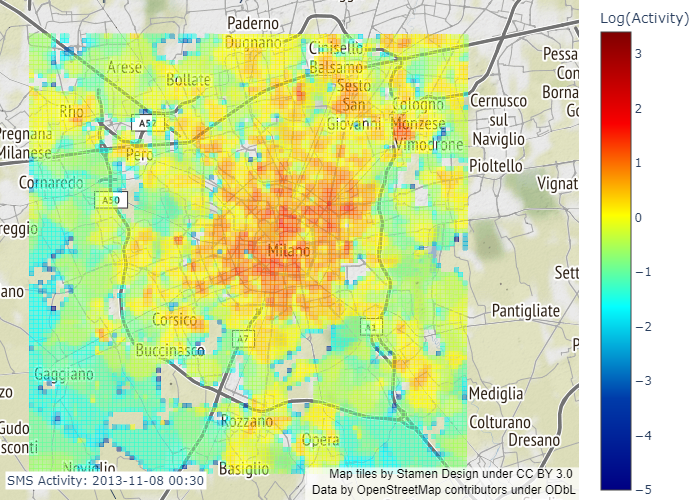 Log(Activity)
3
2
1
0
−1
−2
−3
−4
−5
Paderno
Dugnano
Cinisello
Balsamo
Arese
Bollate
Sesto
San
Giovanni
Cologno
Monzese
Vimodrone
Cernusco
sul
Naviglio
Pessa
Con
Borna
Go
Rho
A52
Pregnana
Milanese
Pero
Pioltello
Cornaredo
Vignat
A50
reggio
Milano
Sett
ano
Pantigliate
Corsico
A7
A1
P
Buccinasco
Gaggiano
zo
Mediglia
Rozzano
Colturano
Gudo
sconti
Opera
Dresano
Noviglio
Basiglio
SMS Activity: 2013-11-08 00:30
Map tiles by Stamen Design under CC BY 3.0
Data by OpenStreetMap contributors under ODbL